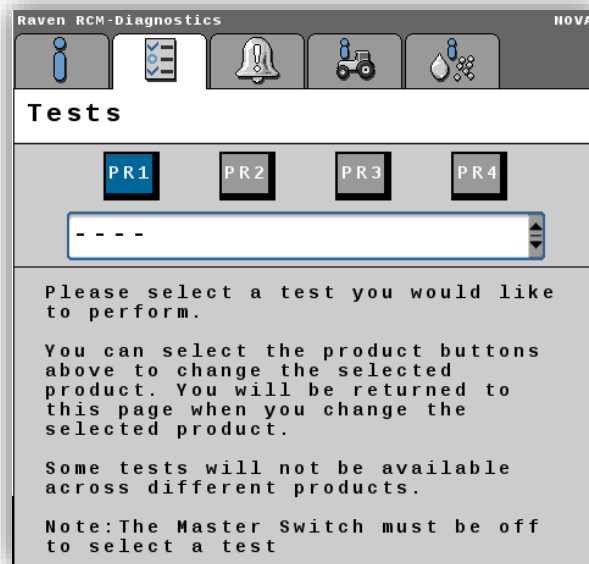 Raven RCM-Diagnostics NOVA
Tests
PR1 PR2 PR3 PR4
----
Please select a test you would like
to perform.
You can select the product buttons
above to change the selected
product. You will be returned to
this page when you change the
selected product.
Some tests will not be available
across different products.
Note:The Master Switch must be off
to select a test